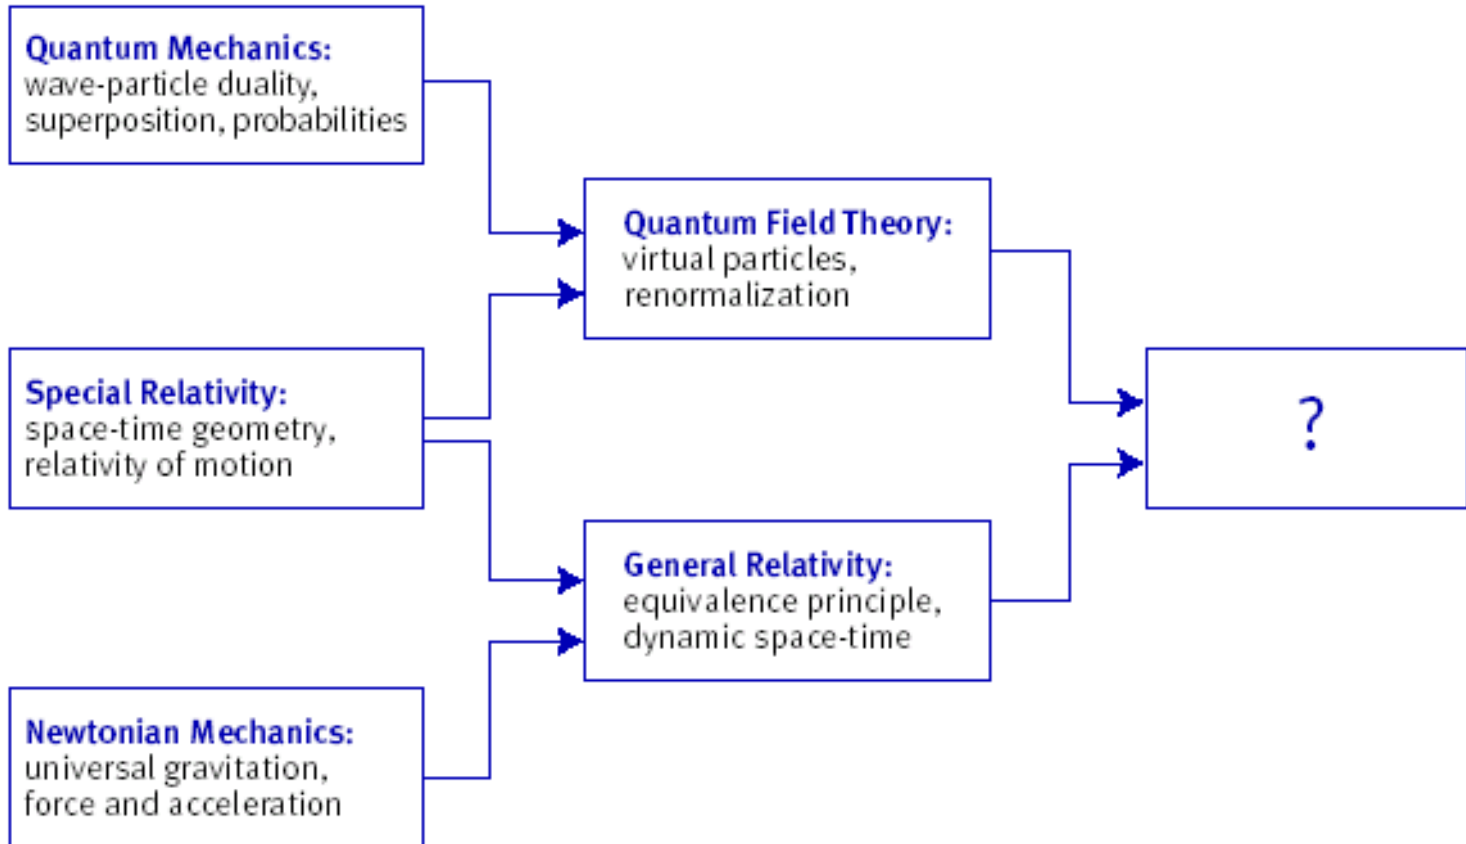 Quantum Mechanics:
wave-particle duality,
superposition, probabilities
Quantum Field Theory:
virtual particles,
renormalization
Special Relativity:
space-time geometry,
relativity of motion
?
General Relativity:
equivalence principle,
dynamic space-time
Newtonian Mechanics:
universal gravitation,
force and acceleration